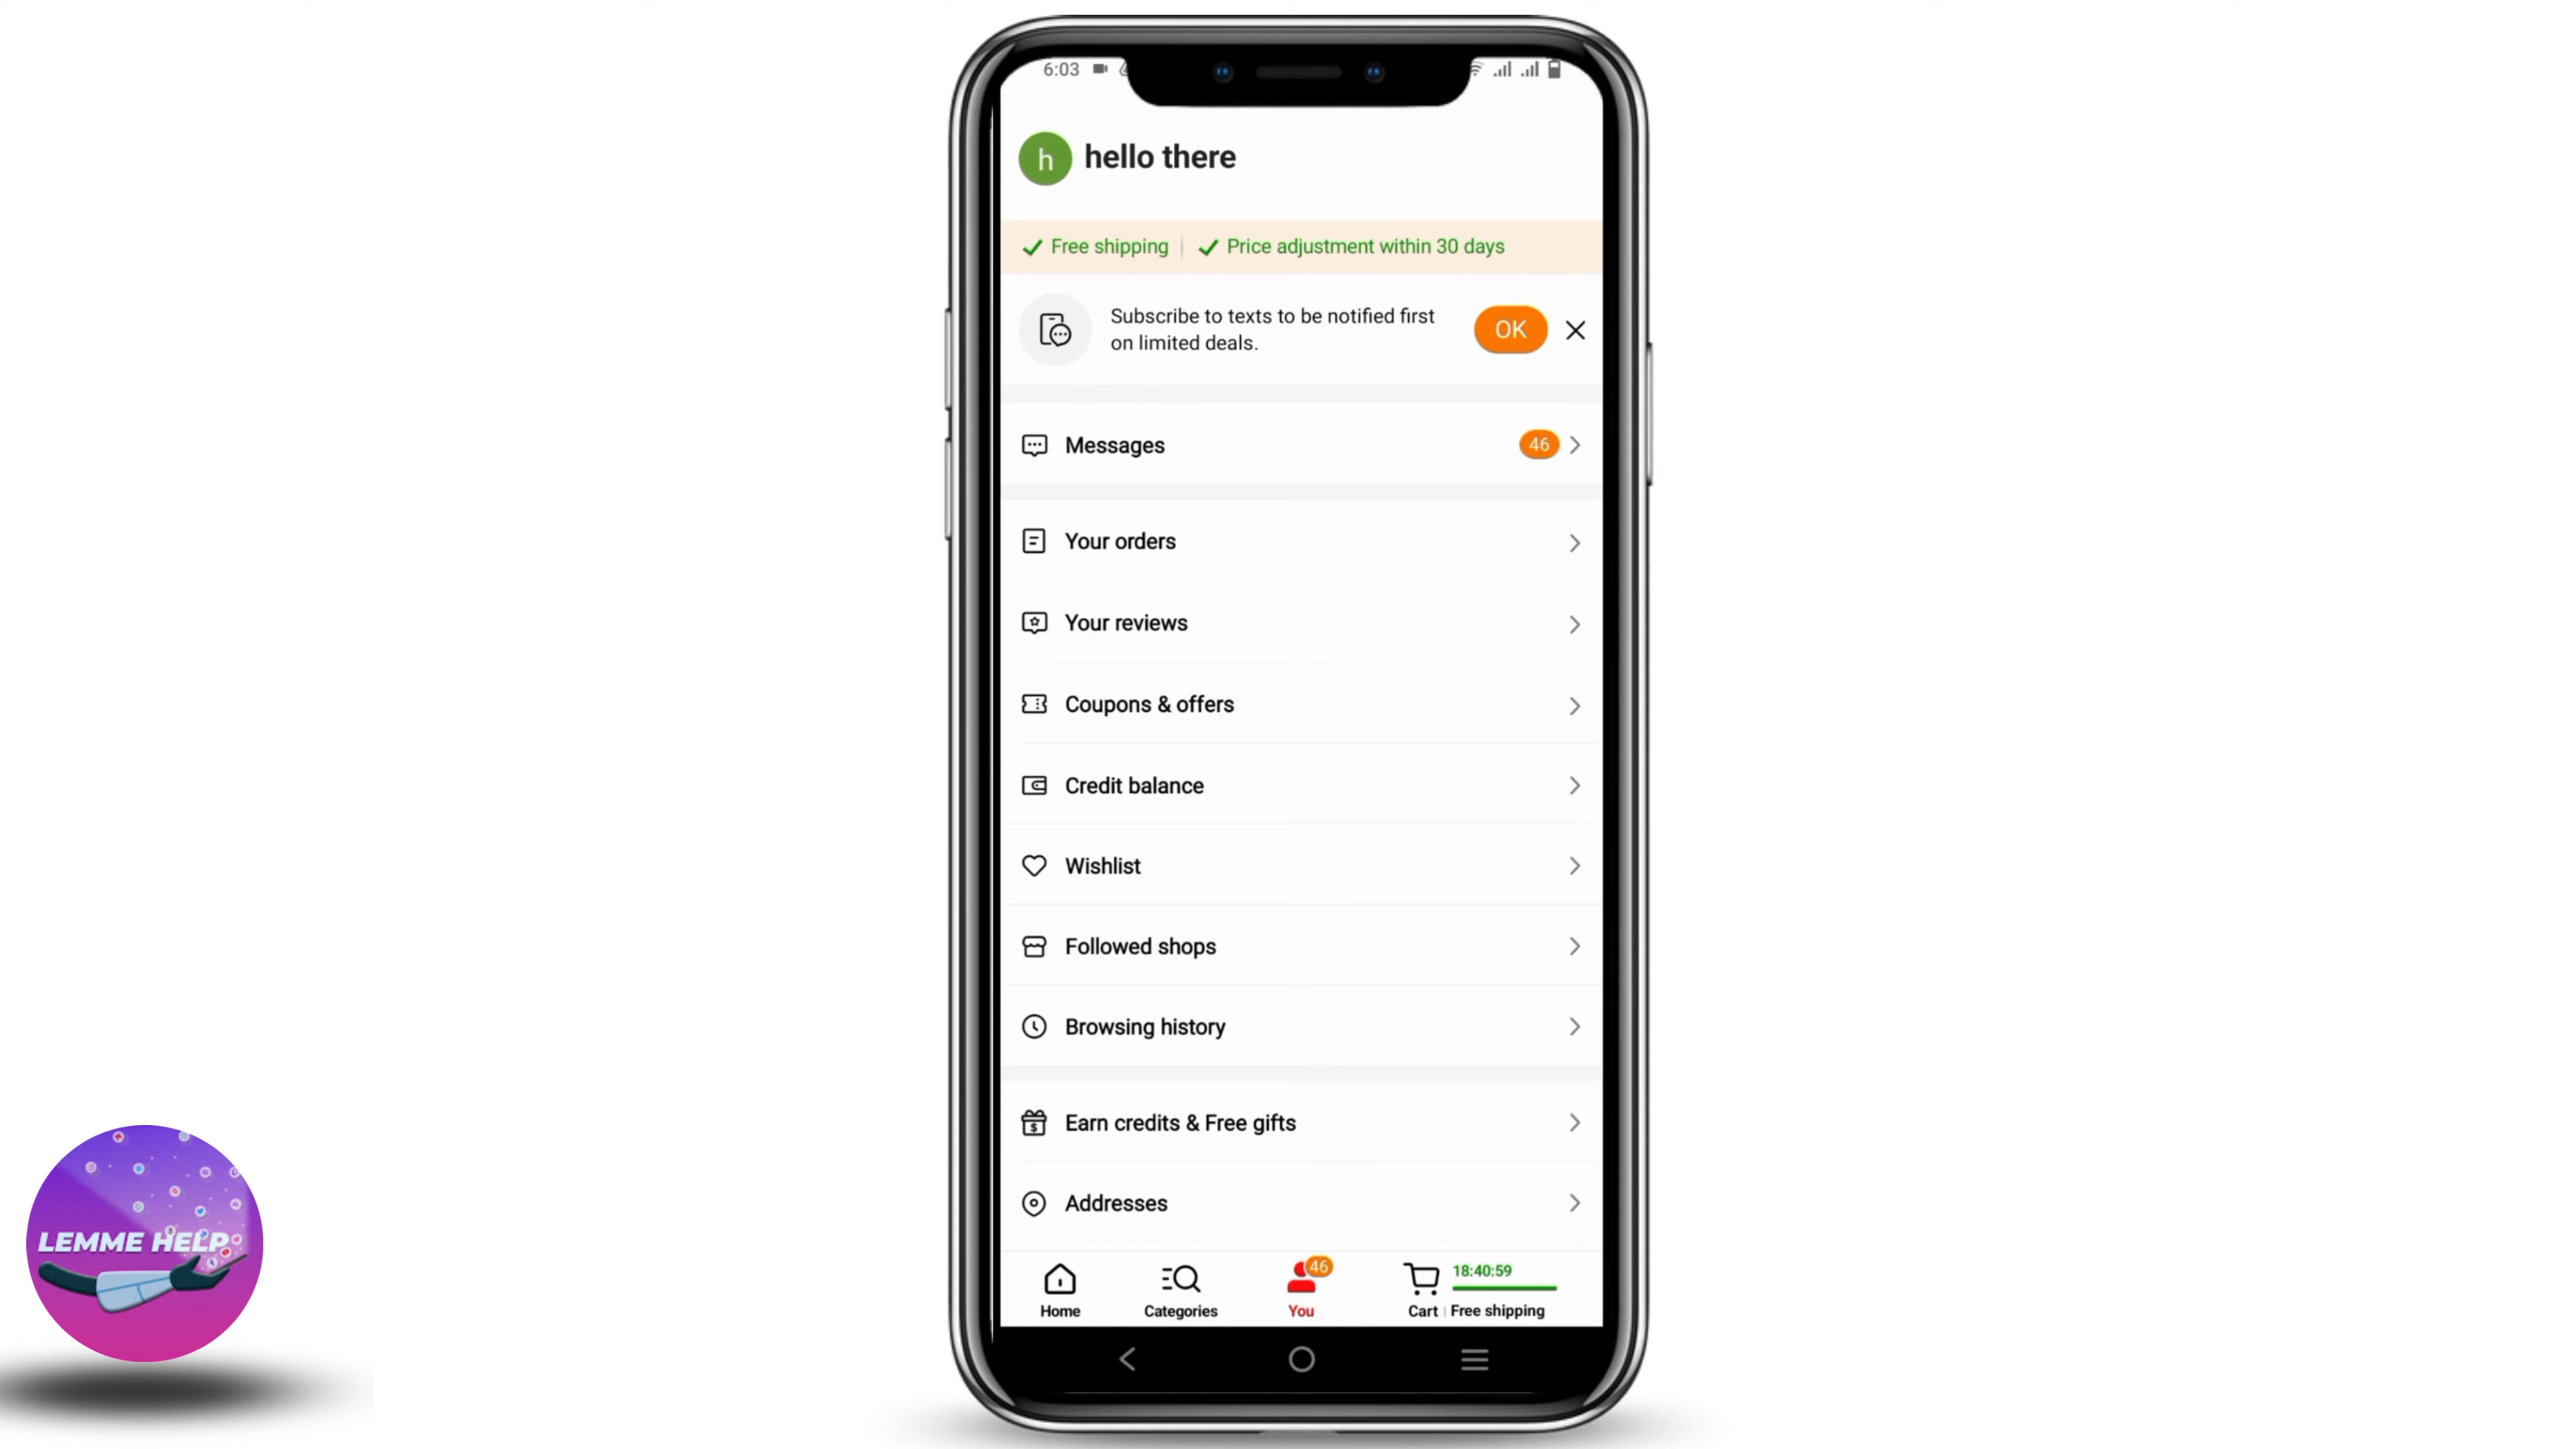 6:03
h hello there
Free shipping | Price adjustment within 30 days
Subscribe to texts to be notified first
on limited deals.
OK
Messages 46
Your orders
Your reviews
Coupons & offers
Credit balance
Wishlist
Followed shops
Browsing history
Earn credits & Free gifts
Addresses
46
18:40:59
Home Categories You Cart | Free shipping
LEMME HELP